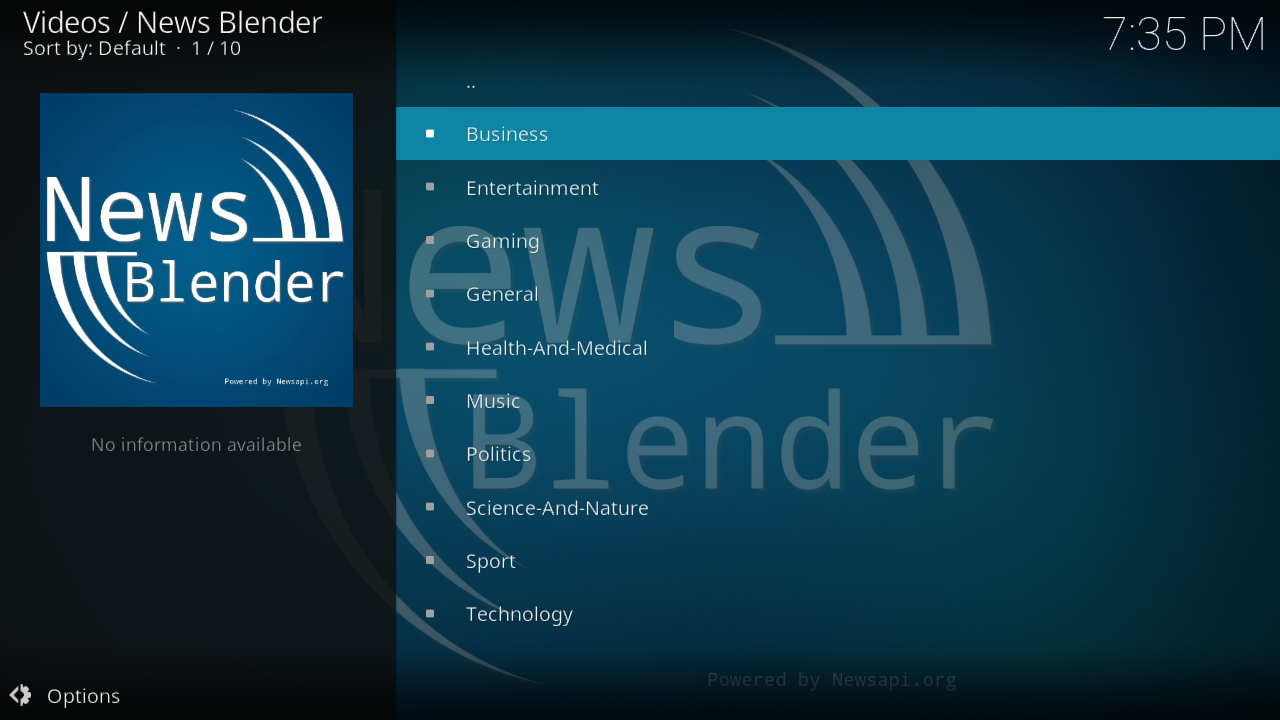 Videos / News Blender
Sort by: Default · 1 / 10
7:35 PM
News
Blender
Powered by Newsapi.org
No information available
..
Business
Entertainment
Gaming
General
Health-And-Medical
Music
Politics
Science-And-Nature
Sport
Technology
News
Blender
Powered by Newsapi.org
Options